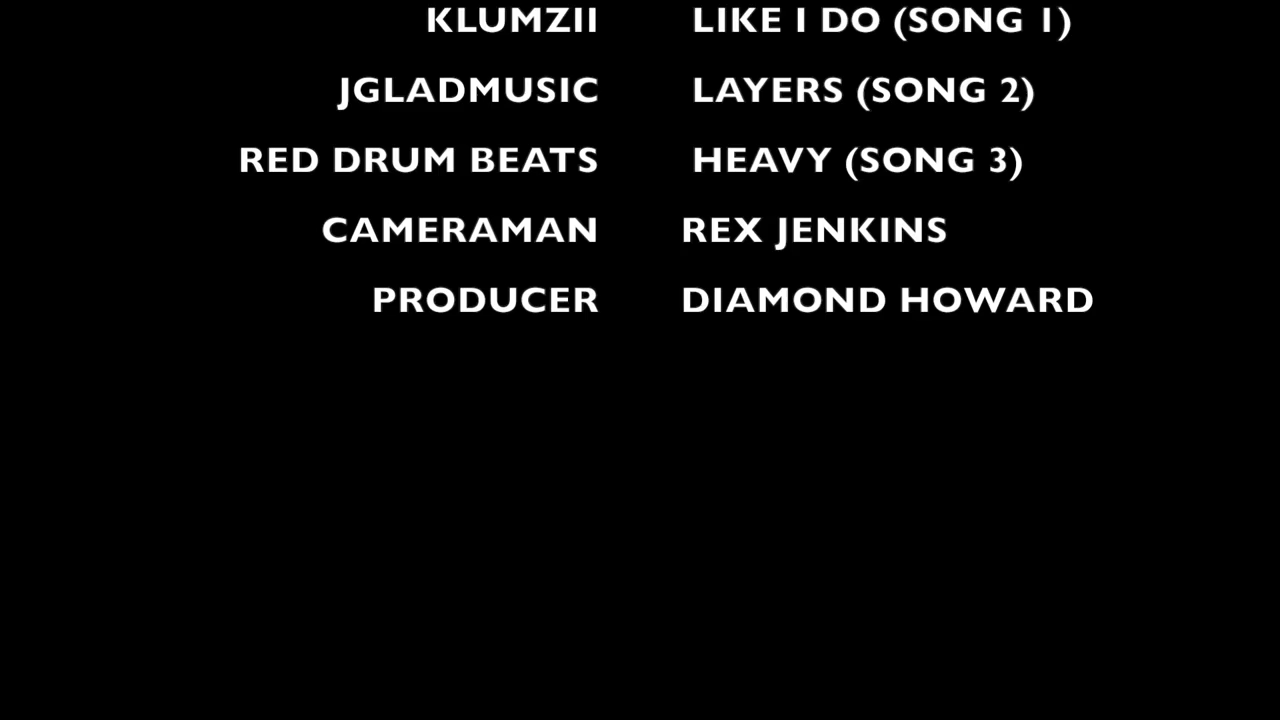 KLUMZII LIKE I DO (SONG 1)
JGLADMUSIC LAYERS (SONG 2)
RED DRUM BEATS HEAVY (SONG 3)
CAMERAMAN REX JENKINS
PRODUCER DIAMOND HOWARD